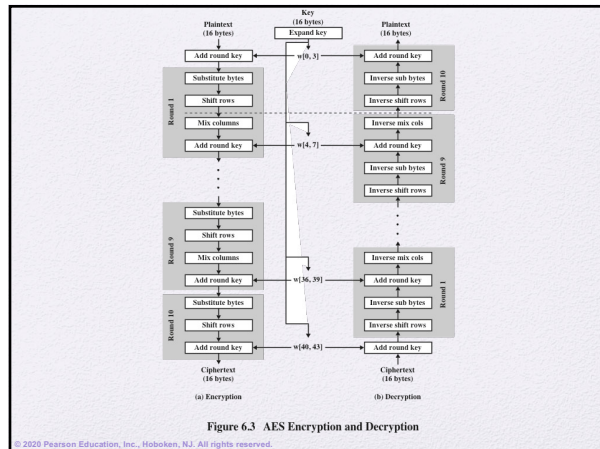 Key
(16 bytes)
Expand key
Plaintext
(16 bytes)
Add round key
Round 1
Substitute bytes
Shift rows
Mix columns
Add round key
Round 9
Substitute bytes
Shift rows
Mix columns
Add round key
Round 10
Substitute bytes
Shift rows
Add round key
Ciphertext
(16 bytes)
(a) Encryption
w[0, 3]
w[4, 7]
w[36, 39]
w[40, 43]
Plaintext
(16 bytes)
Add round key
Inverse sub bytes
Inverse shift rows
Round 10
Inverse mix cols
Add round key
Inverse sub bytes
Inverse shift rows
Round 9
Inverse mix cols
Add round key
Inverse sub bytes
Inverse shift rows
Round 1
Add round key
Ciphertext
(16 bytes)
(b) Decryption
Figure 6.3 AES Encryption and Decryption
© 2020 Pearson Education, Inc., Hoboken, NJ. All rights reserved.